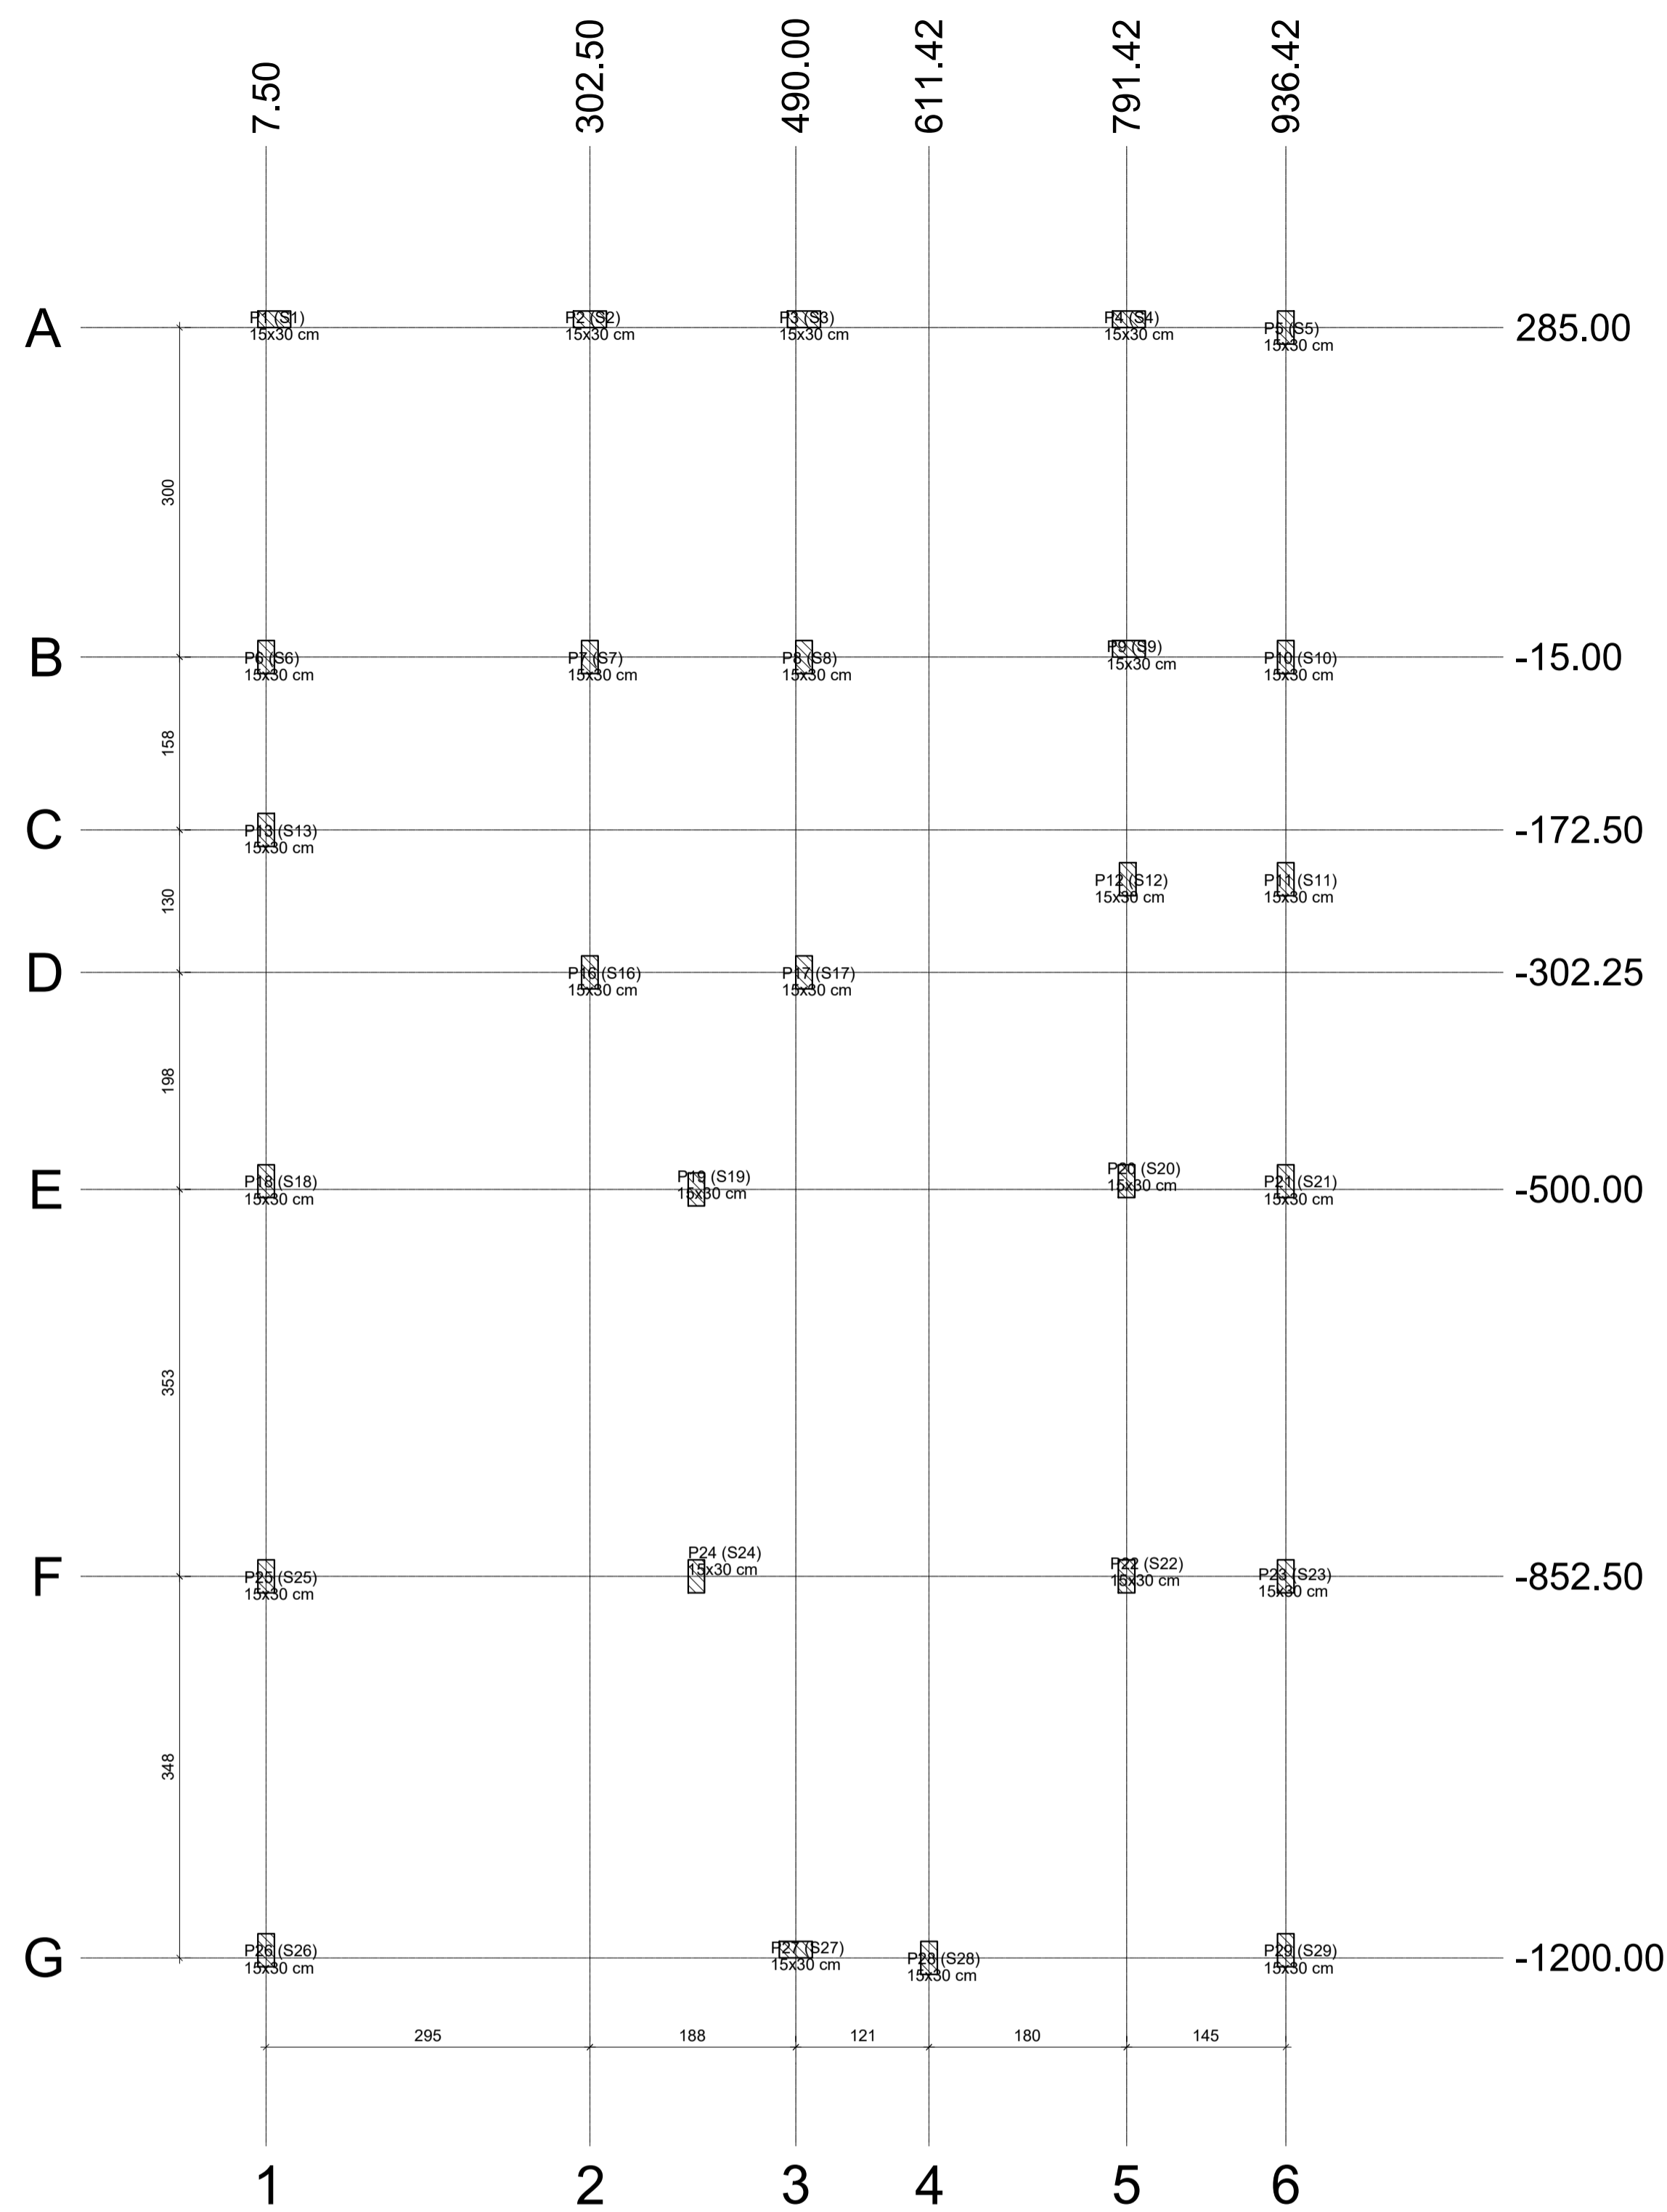 7.50
302.50
490.00
611.42
791.42
936.42
A
P1 (S1)
15x30 cm
P2 (S2)
15x30 cm
P3 (S3)
15x30 cm
P4 (S4)
15x30 cm
P5 (S5)
15x30 cm
285.00
300
B
P6 (S6)
15x30 cm
P7 (S7)
15x30 cm
P8 (S8)
15x30 cm
P9 (S9)
15x30 cm
P10 (S10)
15x30 cm
-15.00
158
C
P13 (S13)
15x30 cm
-172.50
P12 (S12)
15x30 cm
P11 (S11)
15x30 cm
130
D
P16 (S16)
15x30 cm
P17 (S17)
15x30 cm
-302.25
198
E
P18 (S18)
15x30 cm
P19 (S19)
15x30 cm
P20 (S20)
15x30 cm
P21 (S21)
15x30 cm
-500.00
353
F
P25 (S25)
15x30 cm
P24 (S24)
15x30 cm
P22 (S22)
15x30 cm
P23 (S23)
15x30 cm
-852.50
348
G
P26 (S26)
15x30 cm
P27 (S27)
15x30 cm
P28 (S28)
15x30 cm
P29 (S29)
15x30 cm
-1200.00
295
188
121
180
145
1
2
3
4
5
6